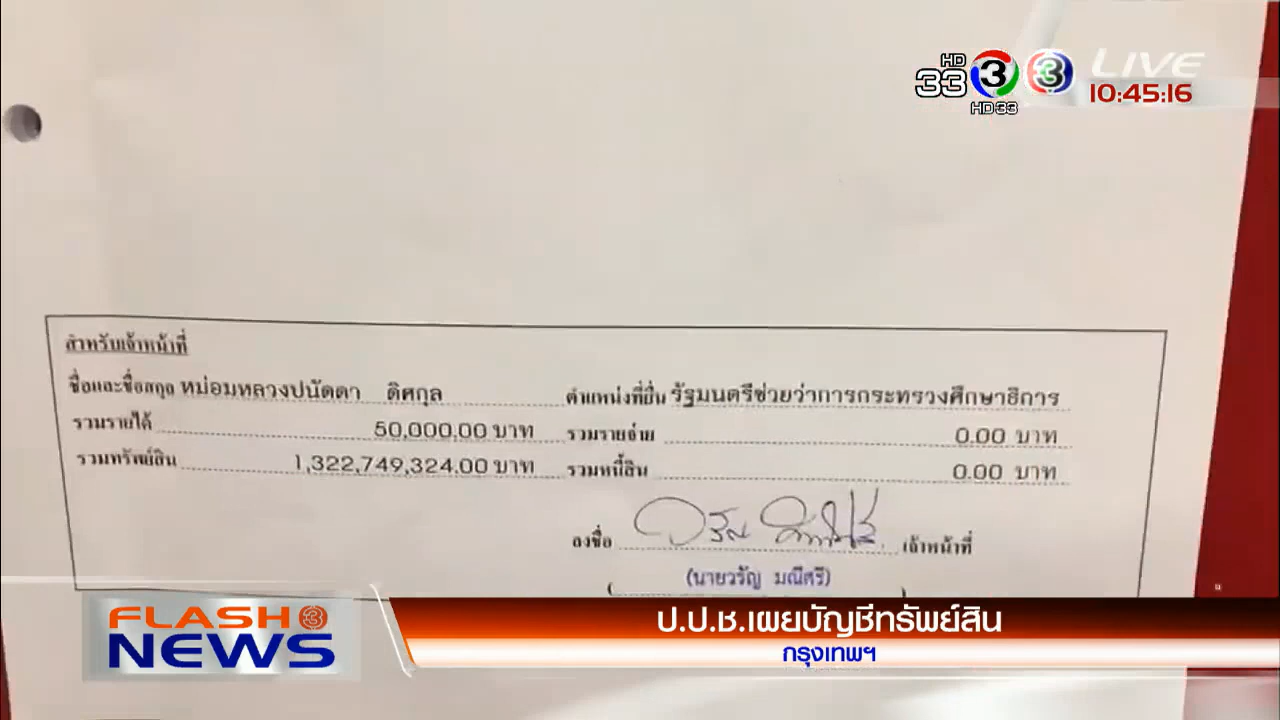 HD
33 3 3 LIVE
HD 33 10:45:16
สำหรับเจ้าหน้าที่
ชื่อและชื่อสกุล หม่อมหลวงปนัดดา ดิศกุล ตำแหน่งที่ยื่น รัฐมนตรีช่วยว่าการกระทรวงศึกษาธิการ
รวมรายได้ 50,000.00 บาท รวมรายจ่าย 0.00 บาท
รวมทรัพย์สิน 1,322,749,324.00 บาท รวมหนี้สิน 0.00 บาท
ลงชื่อ เจ้าหน้าที่
(นายวรัญ มณีศรี)
FLASH 3
NEWS
ป.ป.ช.เผยบัญชีทรัพย์สิน
กรุงเทพฯ